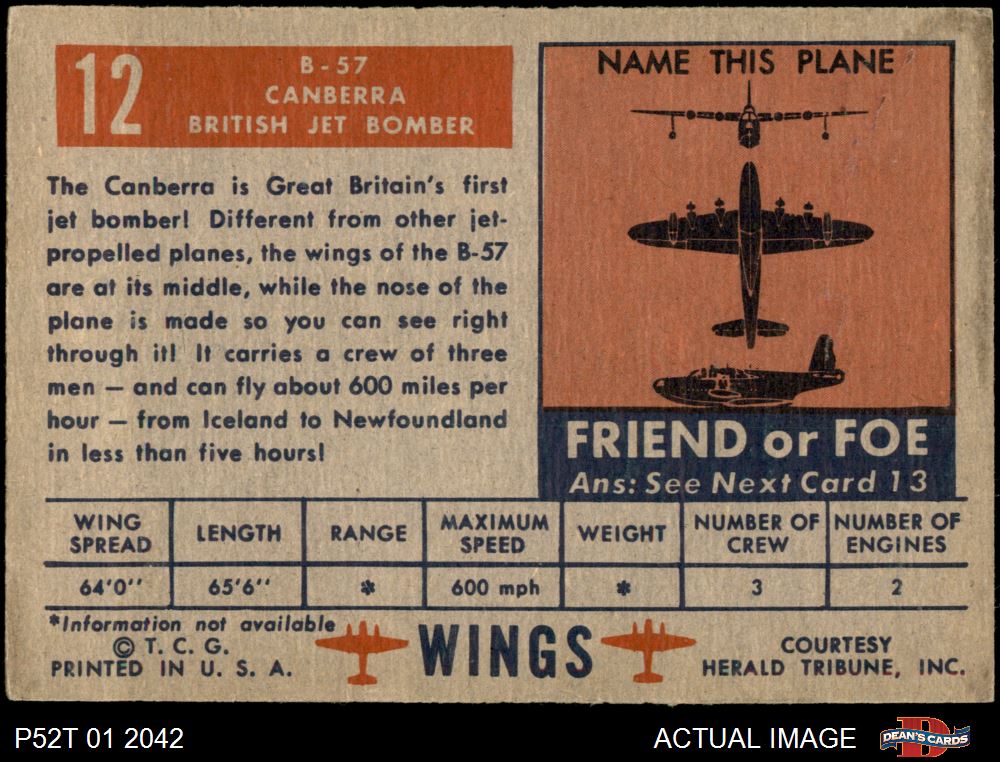 12
B-57
CANBERRA
BRITISH JET BOMBER
The Canberra is Great Britain's first
jet bomber! Different from other jet-
propelled planes, the wings of the B-57
are at its middle, while the nose of the
plane is made so you can see right
through it! It carries a crew of three
men — and can fly about 600 miles per
hour — from Iceland to Newfoundland
in less than five hours!
NAME THIS PLANE
FRIEND or FOE
Ans: See Next Card 13
WING SPREAD
LENGTH
RANGE
MAXIMUM SPEED
WEIGHT
NUMBER OF CREW
NUMBER OF ENGINES
64'0''
65'6''
*
600 mph
*
3
2
*Information not available
© T. C. G.
PRINTED IN U. S. A.
WINGS
COURTESY
HERALD TRIBUNE, INC.
P52T 01 2042
ACTUAL IMAGE
D
DEAN'S CARDS